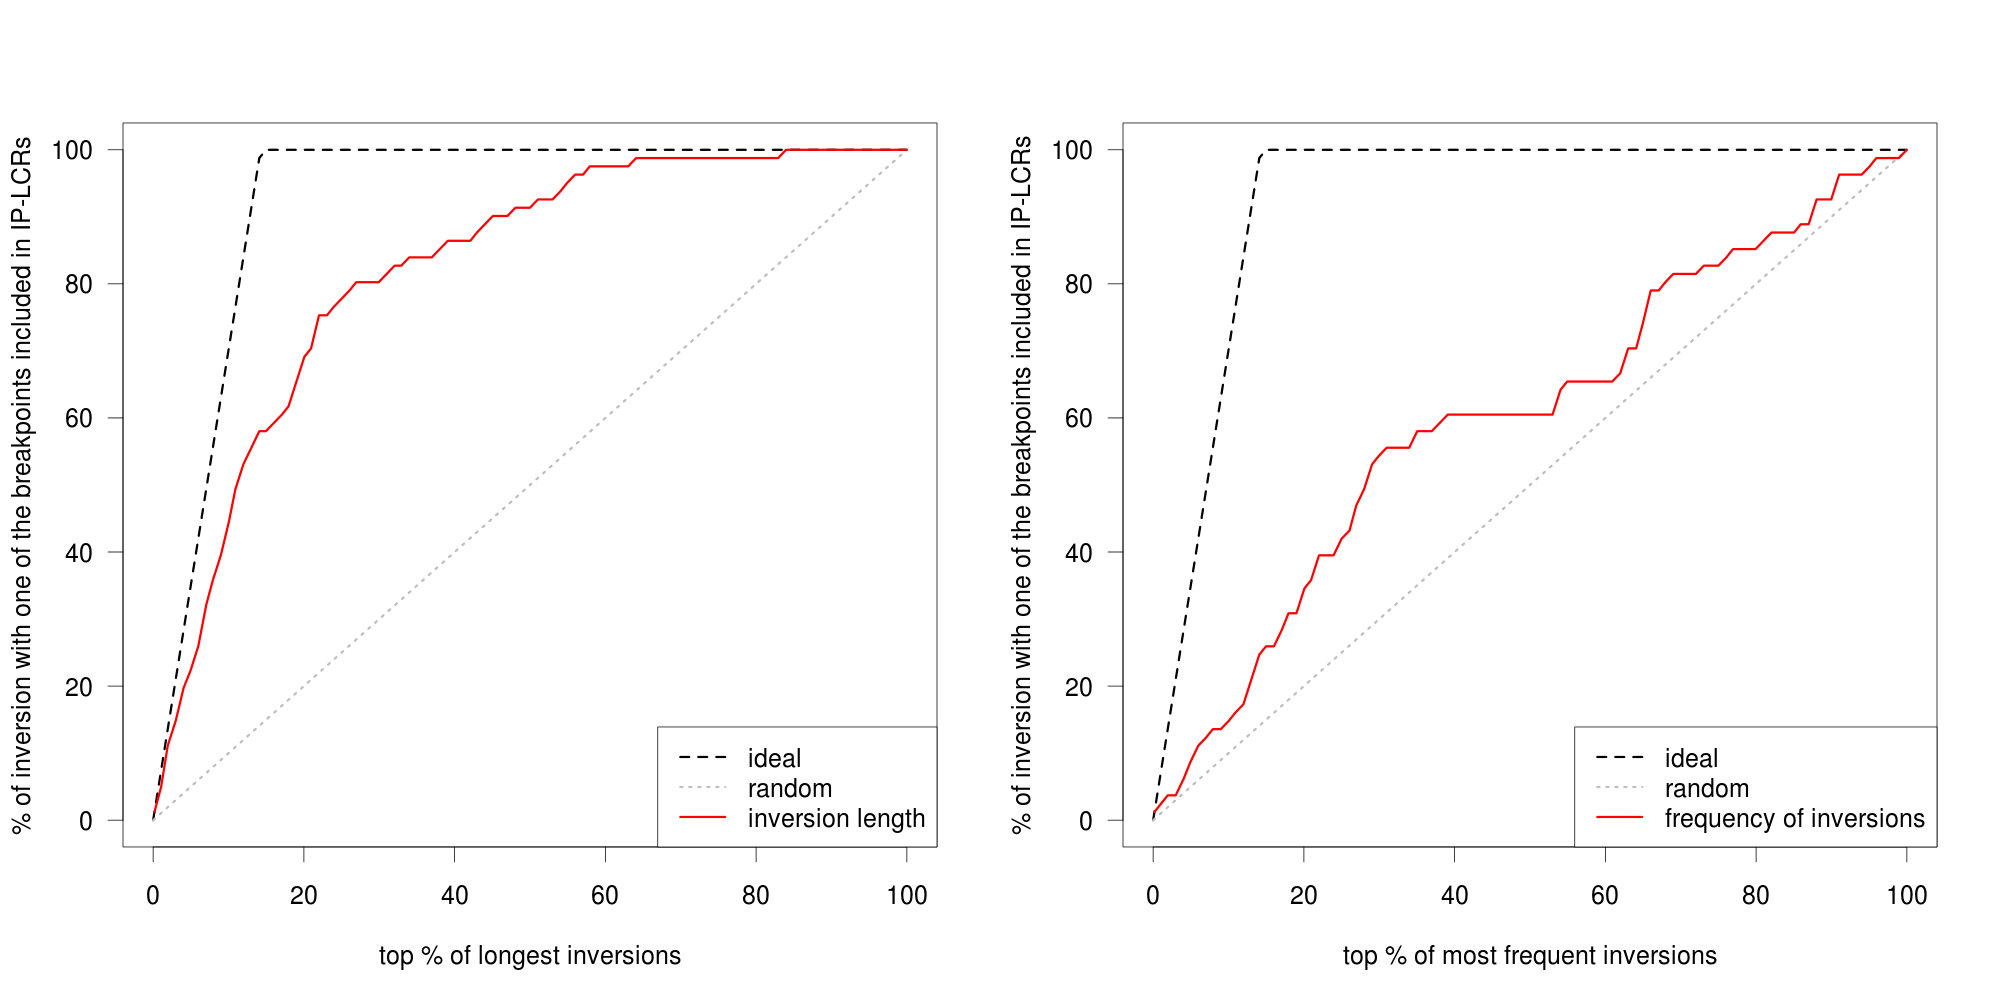 % of inversion with one of the breakpoints included in IP-LCRs
100
80
60
40
20
0
0 20 40 60 80 100
top % of longest inversions
ideal
random
inversion length
% of inversion with one of the breakpoints included in IP-LCRs
100
80
60
40
20
0
0 20 40 60 80 100
top % of most frequent inversions
ideal
random
frequency of inversions